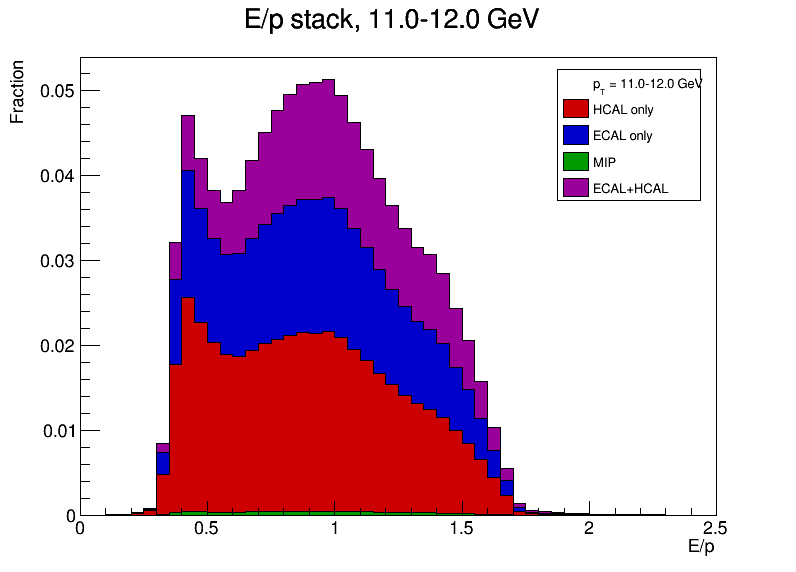 E/p stack, 11.0-12.0 GeV
Fraction
0.05
0.04
0.03
0.02
0.01
0
p_T = 11.0-12.0 GeV
HCAL only
ECAL only
MIP
ECAL+HCAL
0 0.5 1 1.5 2 2.5
E/p